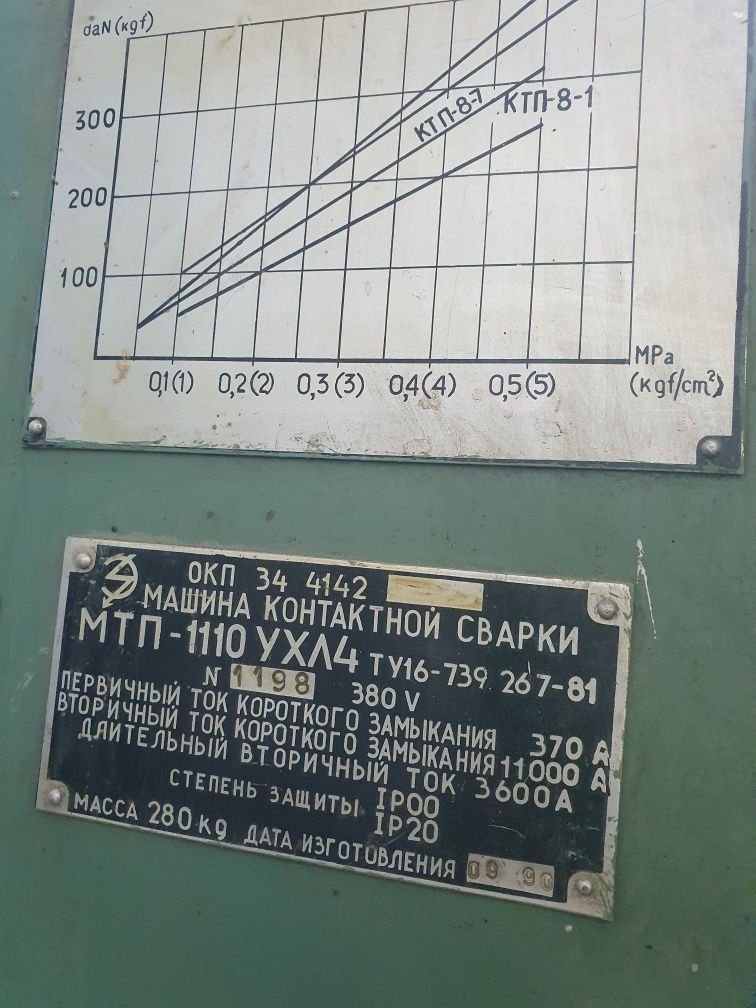 daN (kgf)
300
200
100
КТП-8-7
КТП-8-1
0,1(1) 0,2(2) 0,3(3) 0,4(4) 0,5(5)
MPa
(kgf/cm²)
ОКП 34 4142
МАШИНА КОНТАКТНОЙ СВАРКИ
МТП-1110 УХЛ4 ТУ16-739.267-81
N 1198 380 V
ПЕРВИЧНЫЙ ТОК КОРОТКОГО ЗАМЫКАНИЯ 370 А
ВТОРИЧНЫЙ ТОК КОРОТКОГО ЗАМЫКАНИЯ 11000 А
ДЛИТЕЛЬНЫЙ ВТОРИЧНЫЙ ТОК 3600А
СТЕПЕНЬ ЗАЩИТЫ IP00
IP20
МАССА 280 kg ДАТА ИЗГОТОВЛЕНИЯ 09 90